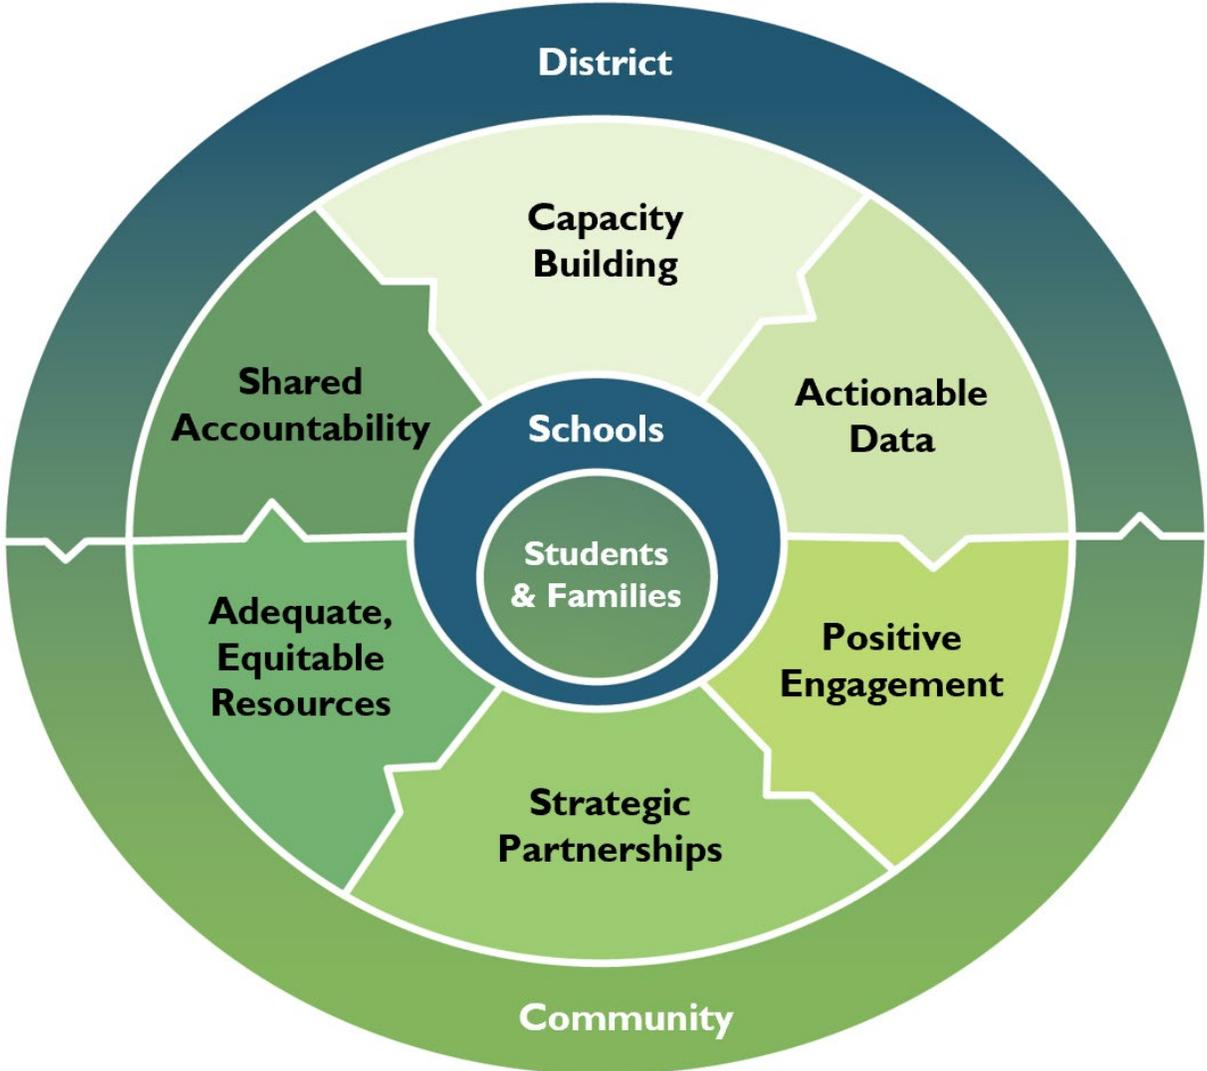 District
Capacity
Building
Shared
Accountability
Actionable
Data
Schools
Students
& Families
Adequate,
Equitable
Resources
Positive
Engagement
Strategic
Partnerships
Community